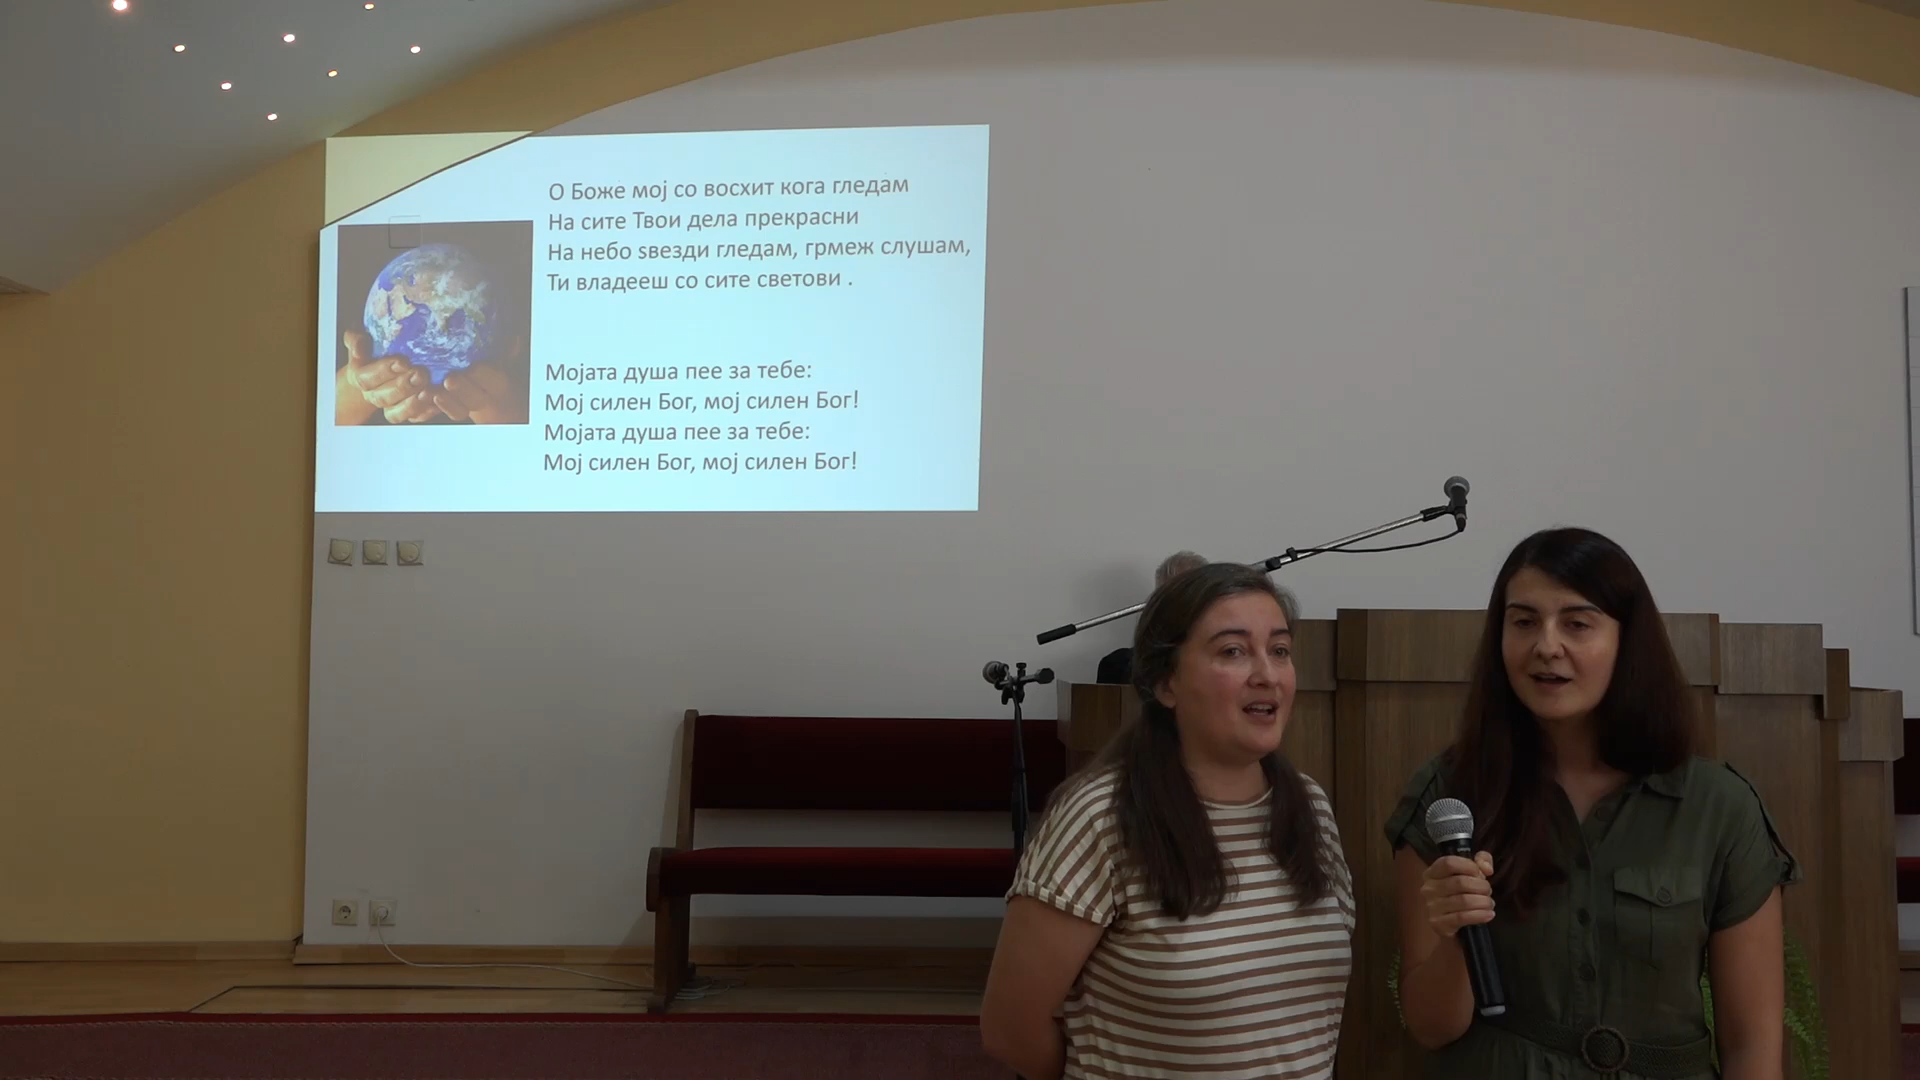 О Боже мој со восхит кога гледам
На сите Твои дела прекрасни
На небо ѕвезди гледам, грмеж слушам,
Ти владееш со сите светови .
Мојата душа пее за тебе:
Мој силен Бог, мој силен Бог!
Мојата душа пее за тебе:
Мој силен Бог, мој силен Бог!